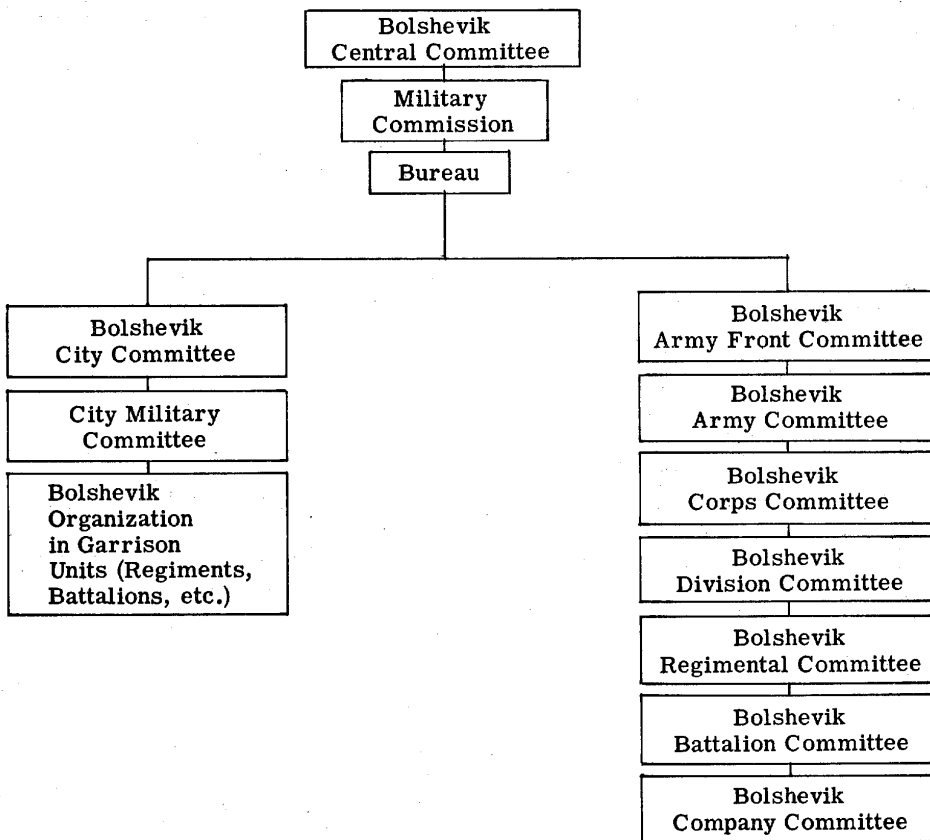 Bolshevik
Central Committee
Military
Commission
Bureau
Bolshevik
City Committee
City Military
Committee
Bolshevik
Organization
in Garrison
Units (Regiments,
Battalions, etc.)
Bolshevik
Army Front Committee
Bolshevik
Army Committee
Bolshevik
Corps Committee
Bolshevik
Division Committee
Bolshevik
Regimental Committee
Bolshevik
Battalion Committee
Bolshevik
Company Committee